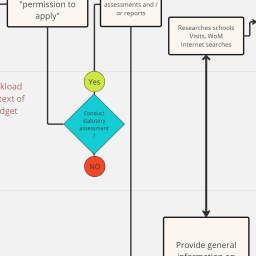 "permission to
apply"
assessments and /
or reports
Researches schools
Visits, WoM
Internet searches
Yes
kload
text of
dget
Conduct
statutory
assessment
?
NO
Provide general
information on